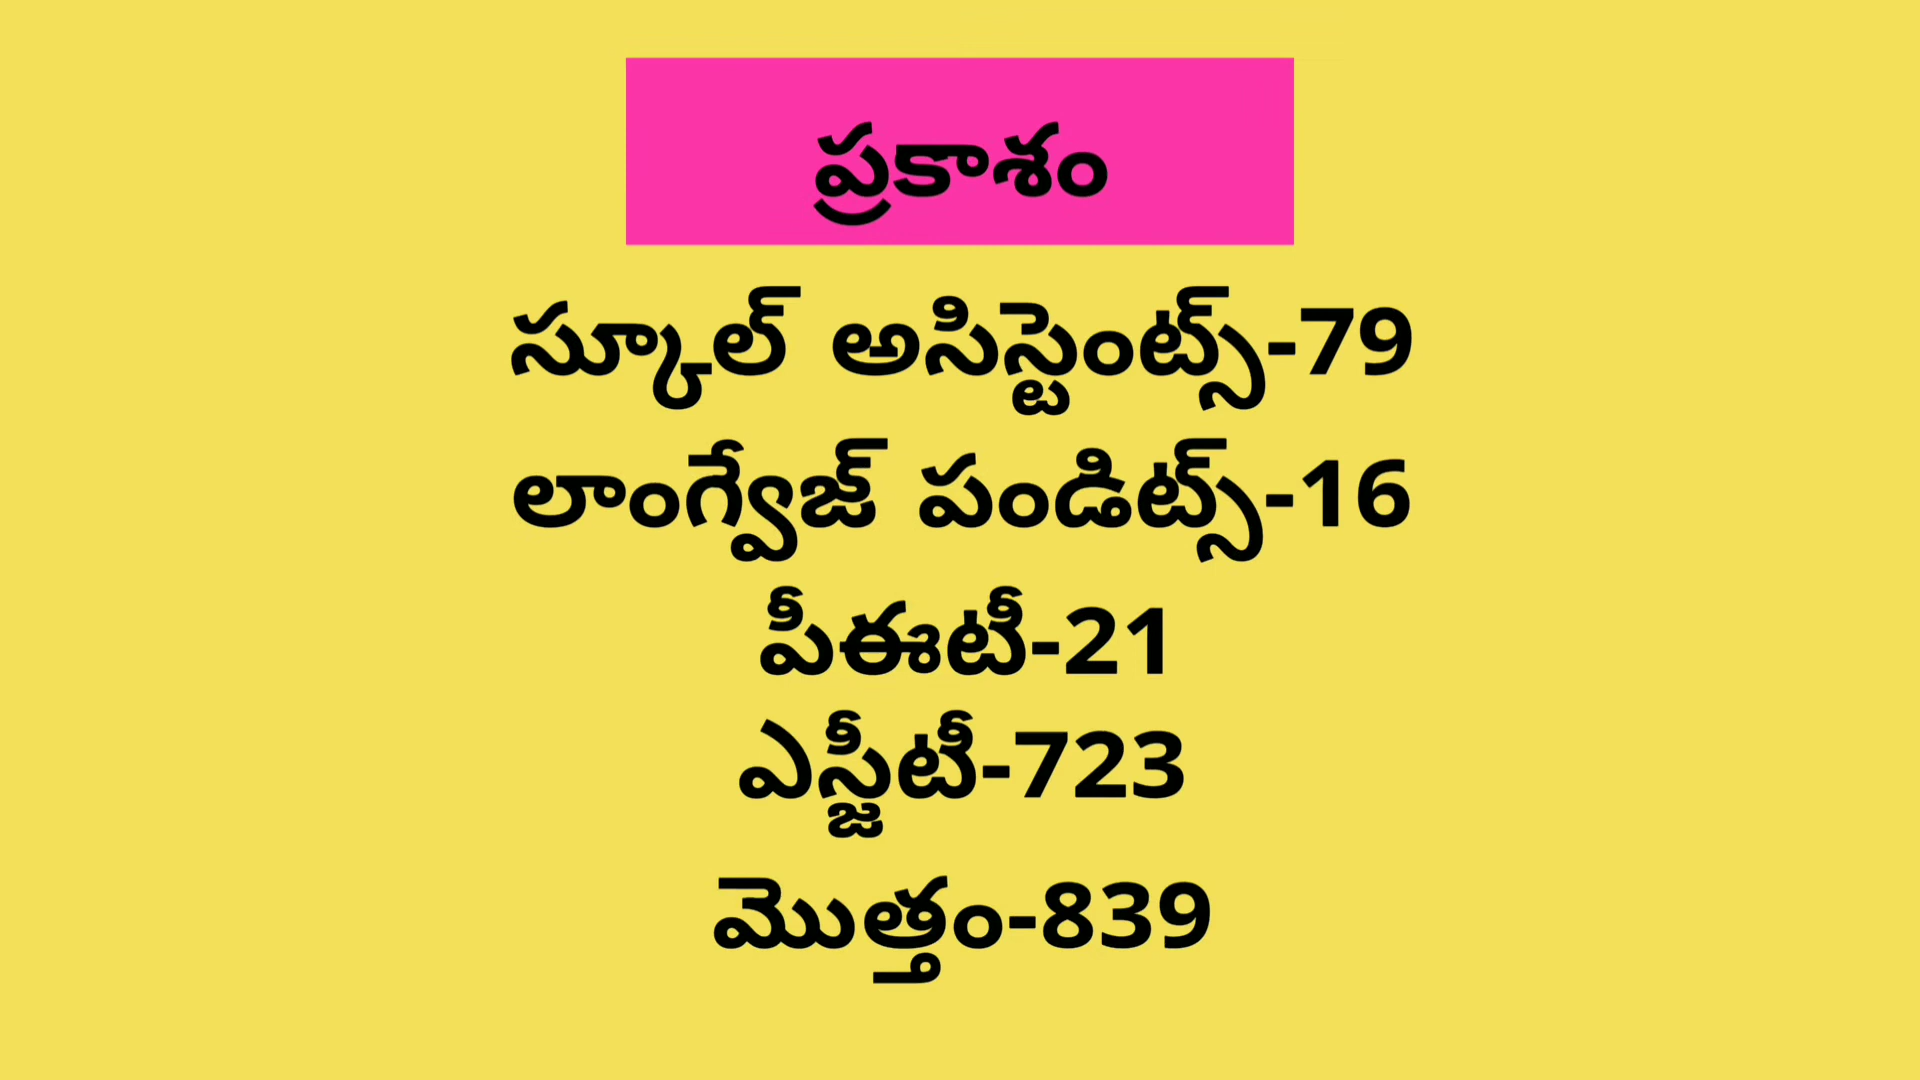 ప్రకాశం
స్కూల్ అసిస్టెంట్స్-79
లాంగ్వేజ్ పండిట్స్-16
పీఈటీ-21
ఎస్జీటీ-723
మొత్తం-839